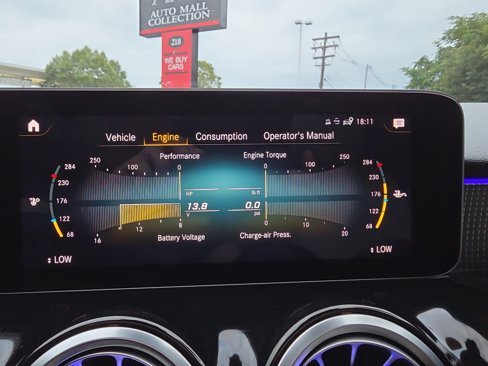 AUTO MALL
COLLECTION
218
WE BUY
CARS
18:11
Vehicle Engine Consumption Operator's Manual
Performance Engine Torque
284 250 100 0 0 100 250 284
230 230
176 176
122 122
68 68
HP lb ft
13.8 0.0
V psi
16 12 8 0 10 20
Battery Voltage Charge-air Press.
LOW LOW